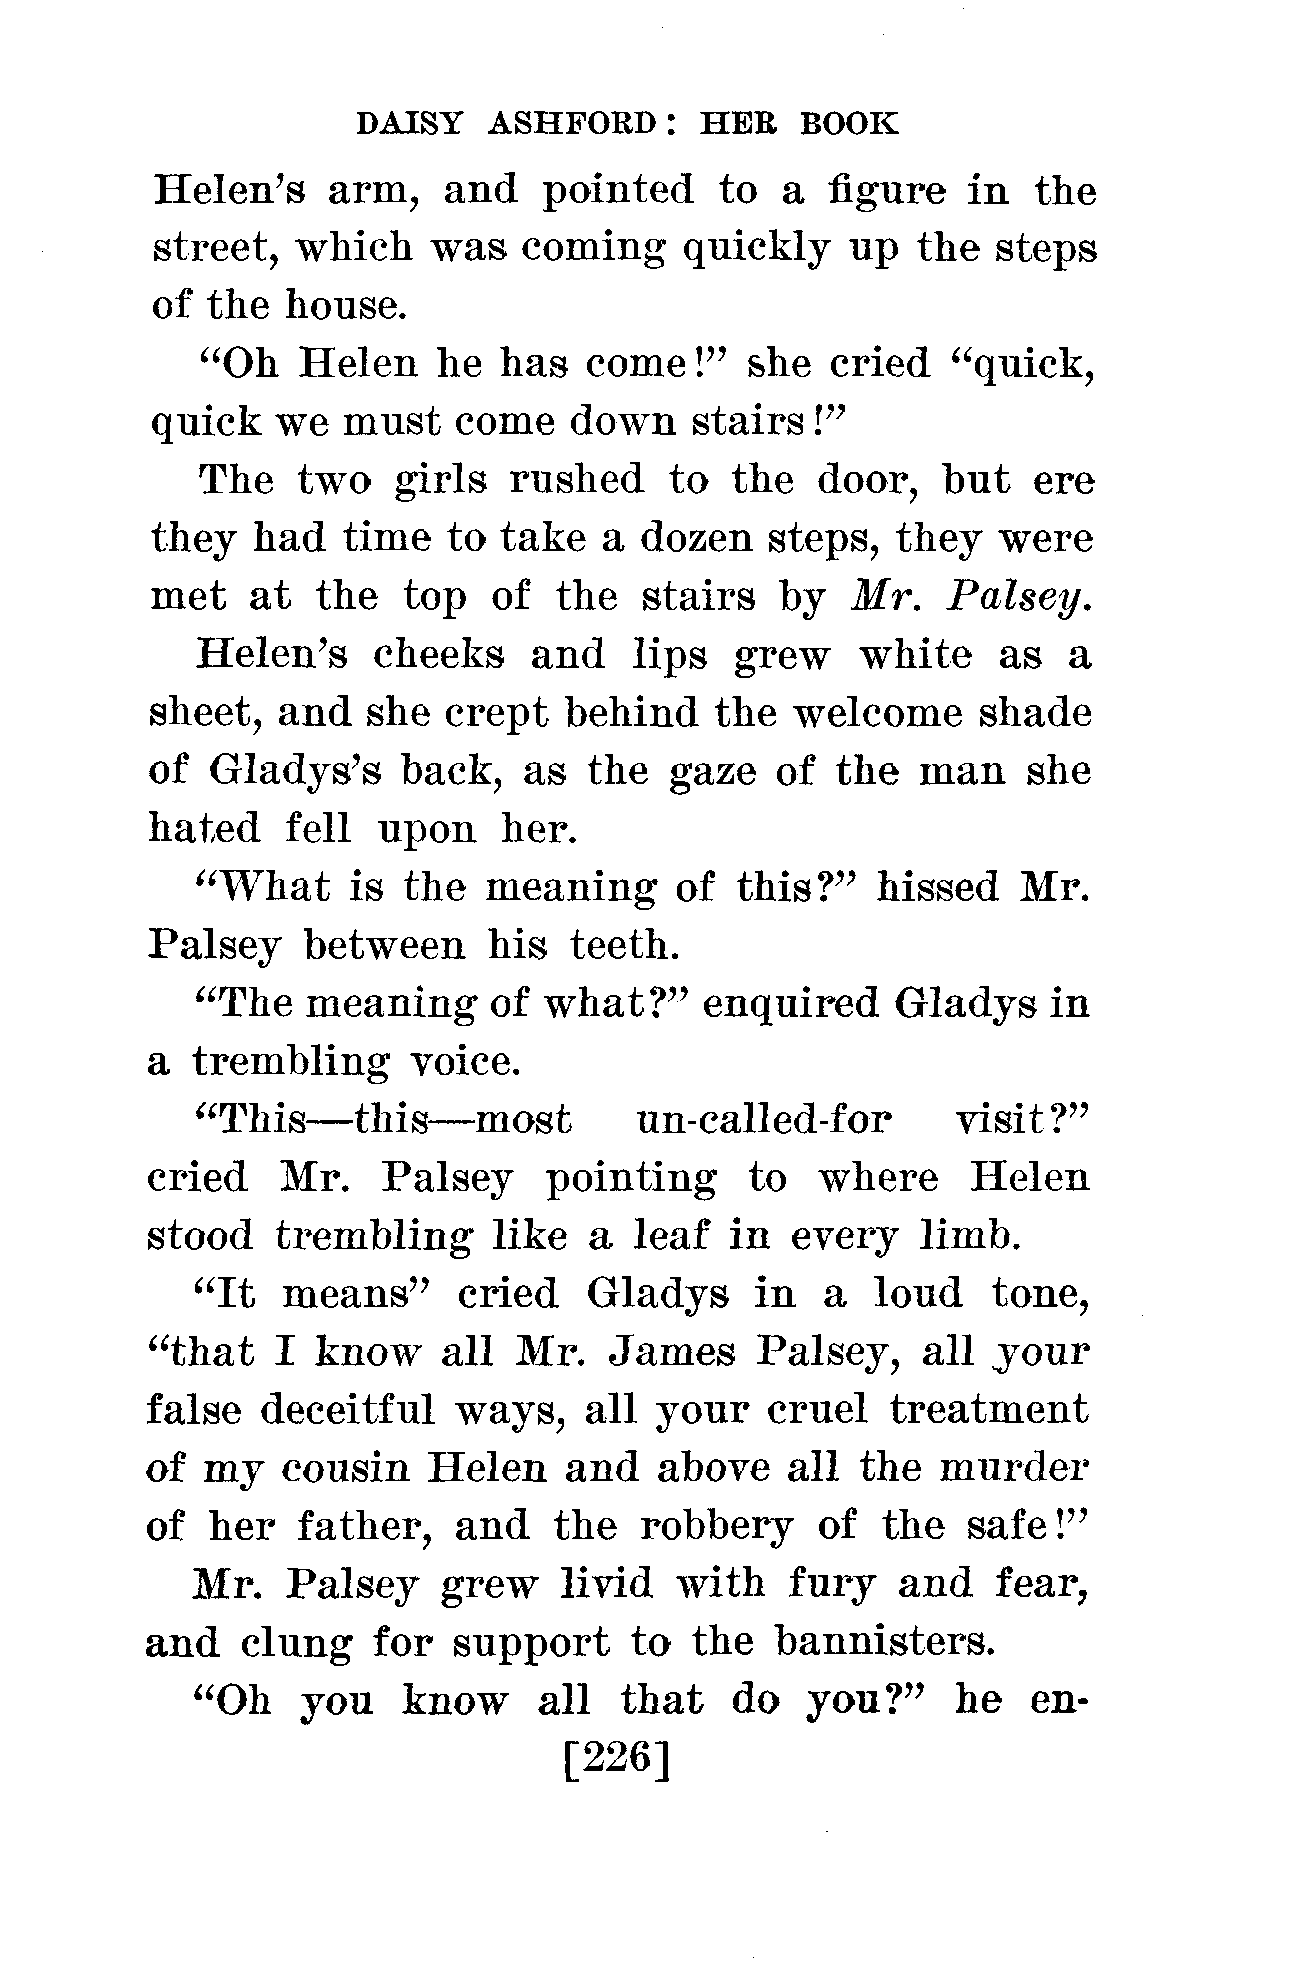 DAISY ASHFORD: HER BOOK
Helen's arm, and pointed to a figure in the
street, which was coming quickly up the steps
of the house.
"Oh Helen he has come!" she cried "quick,
quick we must come down stairs!"
The two girls rushed to the door, but ere
they had time to take a dozen steps, they were
met at the top of the stairs by Mr. Palsey.
Helen's cheeks and lips grew white as a
sheet, and she crept behind the welcome shade
of Gladys's back, as the gaze of the man she
hated fell upon her.
"What is the meaning of this?" hissed Mr.
Palsey between his teeth.
"The meaning of what?" enquired Gladys in
a trembling voice.
"This—this—most un-called-for visit?"
cried Mr. Palsey pointing to where Helen
stood trembling like a leaf in every limb.
"It means" cried Gladys in a loud tone,
"that I know all Mr. James Palsey, all your
false deceitful ways, all your cruel treatment
of my cousin Helen and above all the murder
of her father, and the robbery of the safe!"
Mr. Palsey grew livid with fury and fear,
and clung for support to the bannisters.
"Oh you know all that do you?" he en-
[226]